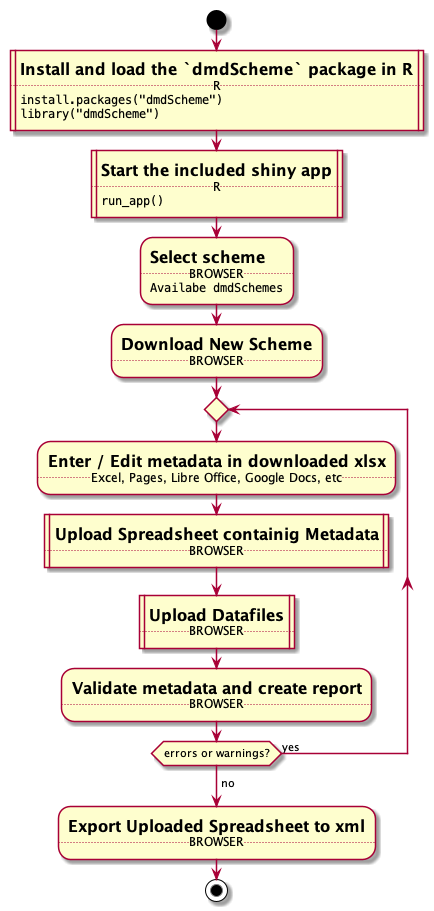 Install and load the `dmdScheme` package in R
R
install.packages("dmdScheme")
library("dmdScheme")
Start the included shiny app
R
run_app()
Select scheme
BROWSER
Availabe dmdSchemes
Download New Scheme
BROWSER
Enter / Edit metadata in downloaded xlsx
Excel, Pages, Libre Office, Google Docs, etc
Upload Spreadsheet containig Metadata
BROWSER
Upload Datafiles
BROWSER
Validate metadata and create report
BROWSER
errors or warnings?
yes
no
Export Uploaded Spreadsheet to xml
BROWSER